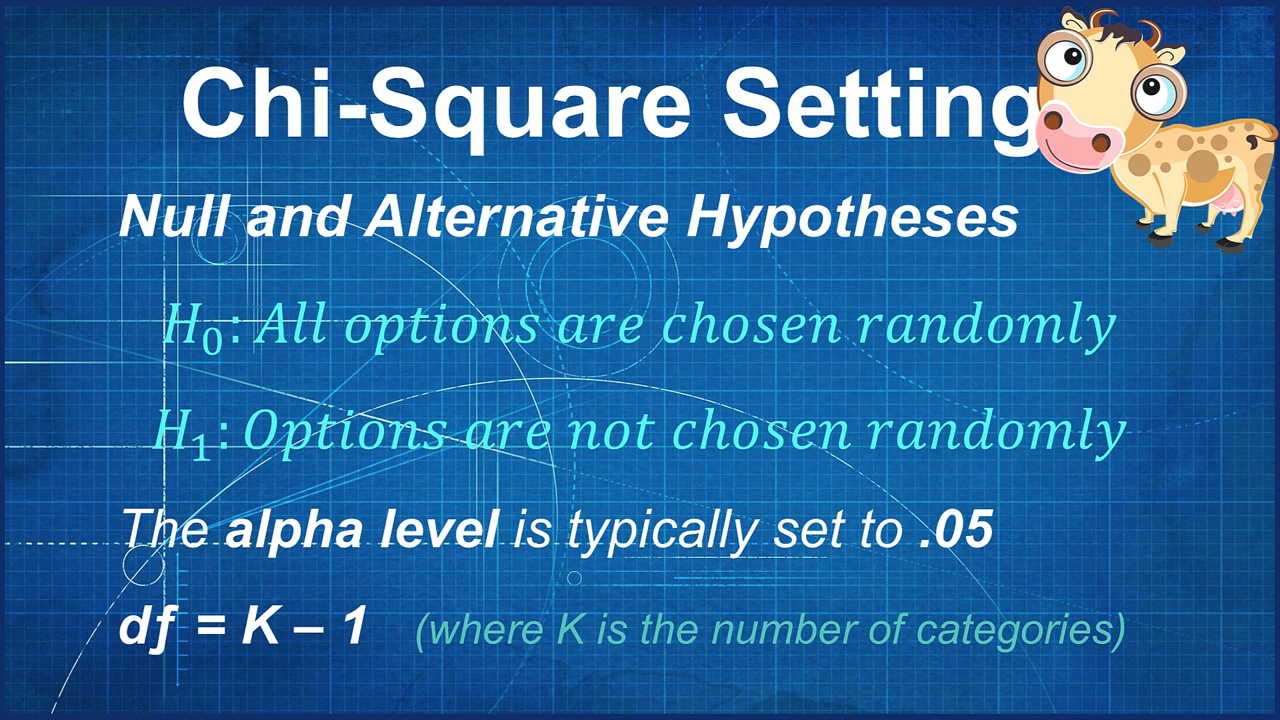 Chi-Square Setting
Null and Alternative Hypotheses
H₀: All options are chosen randomly
H₁: Options are not chosen randomly
The alpha level is typically set to .05
df = K – 1 (where K is the number of categories)